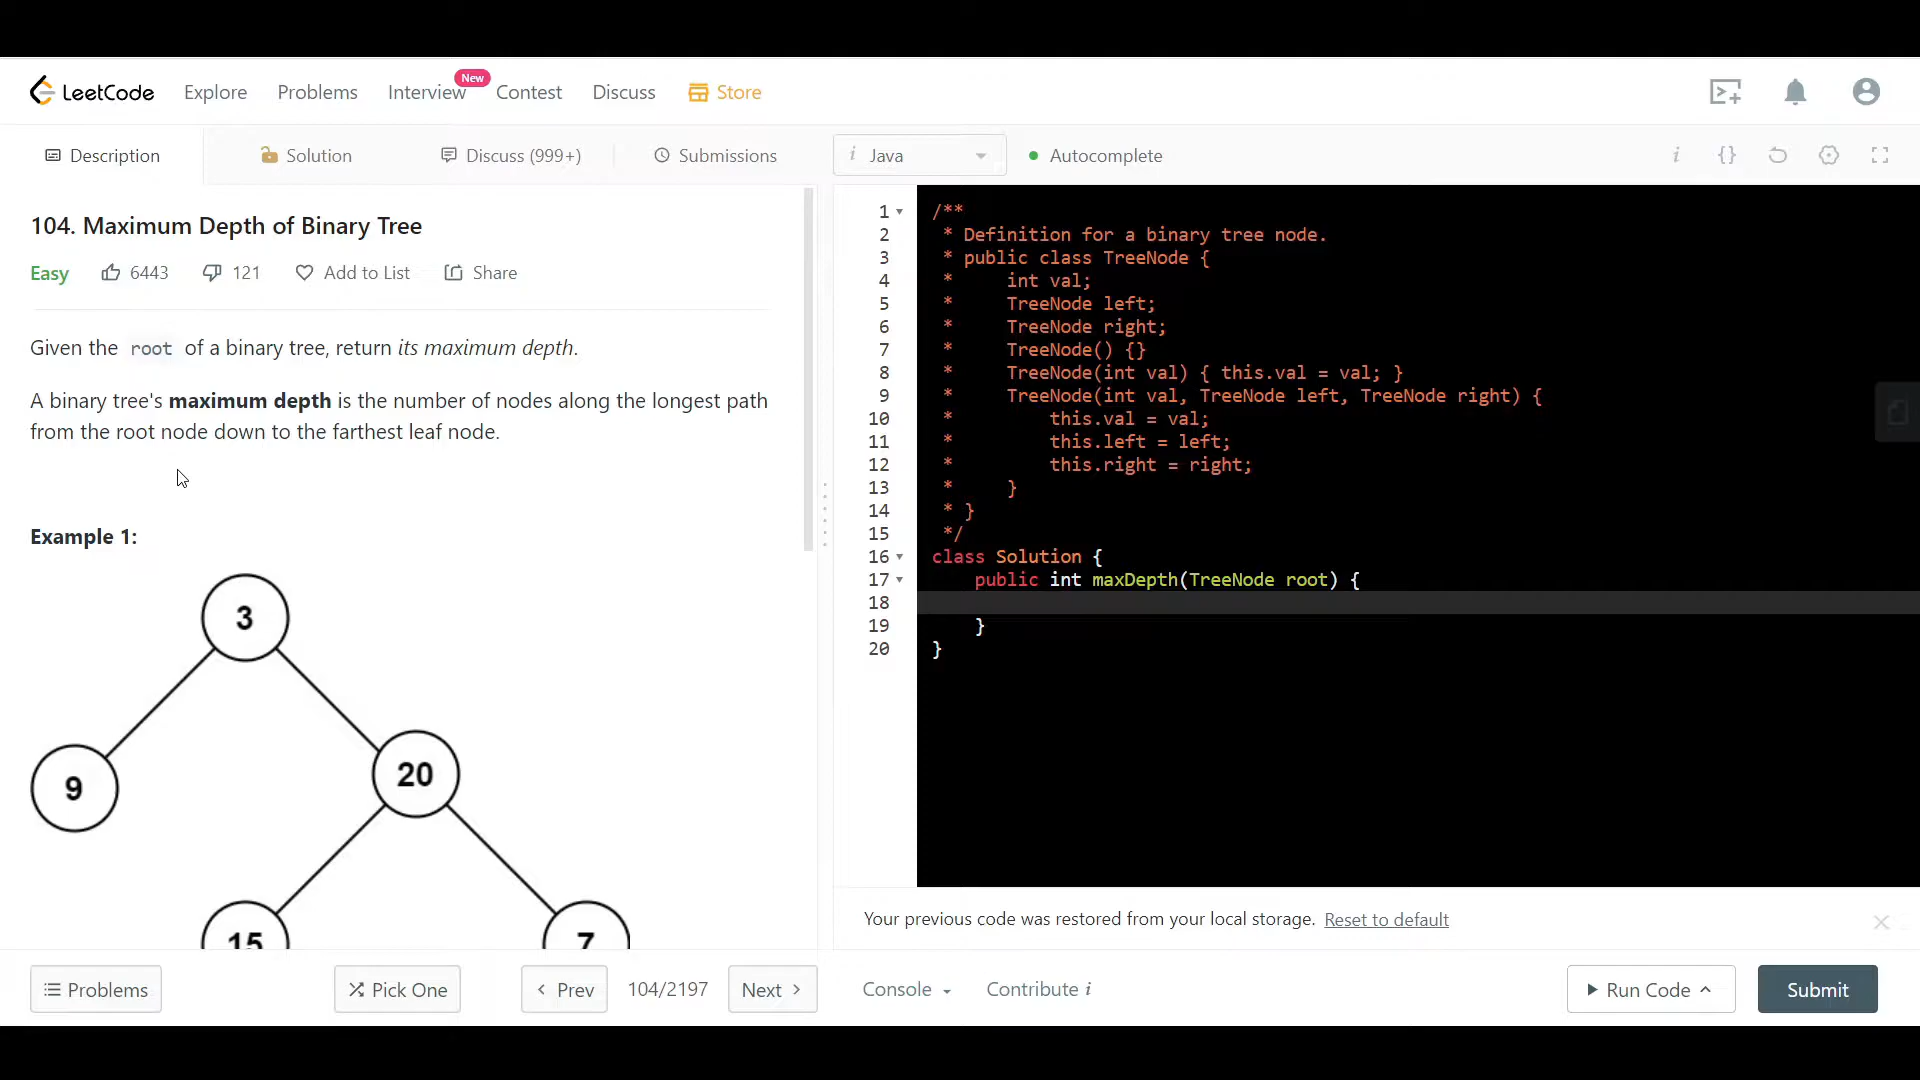 LeetCode Explore Problems Interview New Contest Discuss Store
Description Solution Discuss (999+) Submissions
i Java Autocomplete i {}
104. Maximum Depth of Binary Tree
Easy 6443 121 Add to List Share
Given the root of a binary tree, return its maximum depth.
A binary tree's maximum depth is the number of nodes along the longest path
from the root node down to the farthest leaf node.
Example 1:
3
9
20
15
7
1 /**
2 * Definition for a binary tree node.
3 * public class TreeNode {
4 *     int val;
5 *     TreeNode left;
6 *     TreeNode right;
7 *     TreeNode() {}
8 *     TreeNode(int val) { this.val = val; }
9 *     TreeNode(int val, TreeNode left, TreeNode right) {
10 *         this.val = val;
11 *         this.left = left;
12 *         this.right = right;
13 *     }
14 * }
15 */
16 class Solution {
17     public int maxDepth(TreeNode root) {
18
19     }
20 }
Your previous code was restored from your local storage. Reset to default
Problems Pick One < Prev 104/2197 Next >
Console Contribute i Run Code Submit